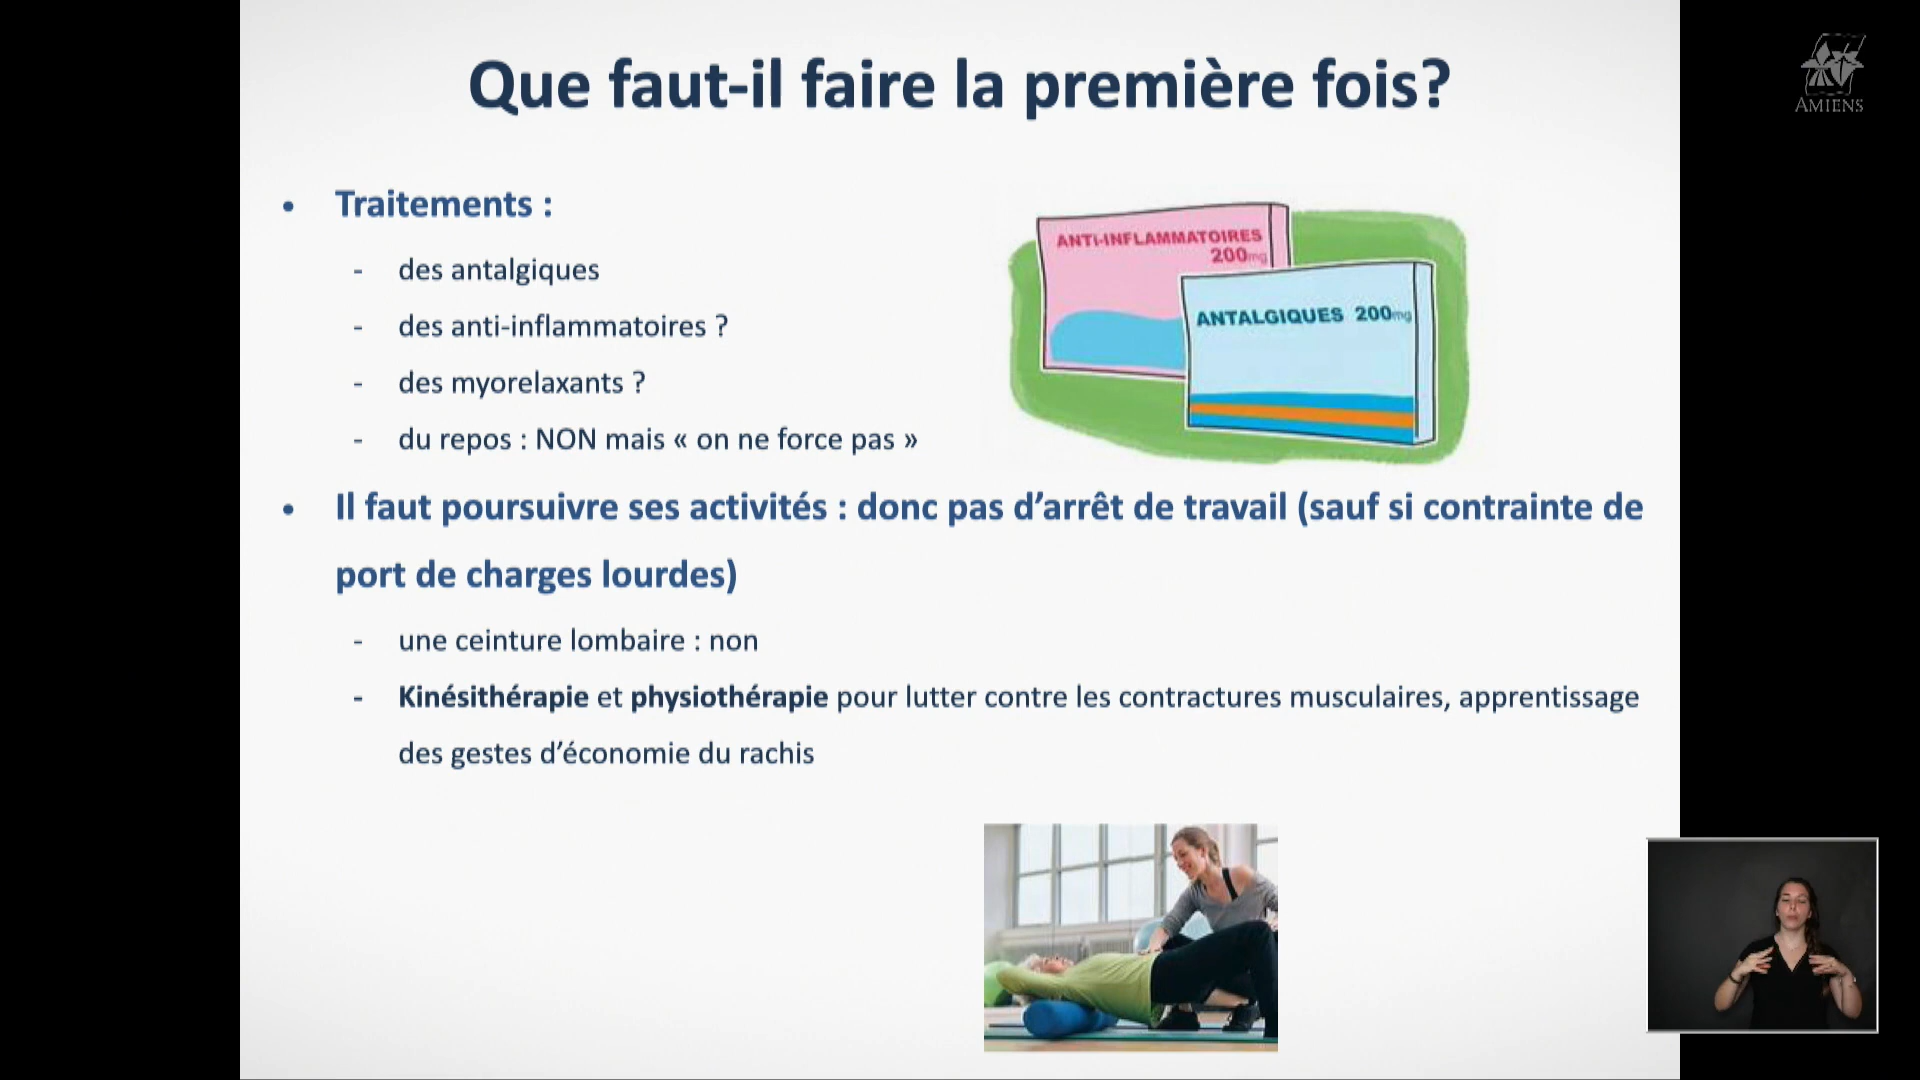 Que faut-il faire la première fois?
AMIENS
• Traitements :
- des antalgiques
- des anti-inflammatoires ?
- des myorelaxants ?
- du repos : NON mais « on ne force pas »
ANTI-INFLAMMATOIRES
200mg
ANTALGIQUES 200mg
• Il faut poursuivre ses activités : donc pas d’arrêt de travail (sauf si contrainte de
port de charges lourdes)
- une ceinture lombaire : non
- Kinésithérapie et physiothérapie pour lutter contre les contractures musculaires, apprentissage
des gestes d’économie du rachis